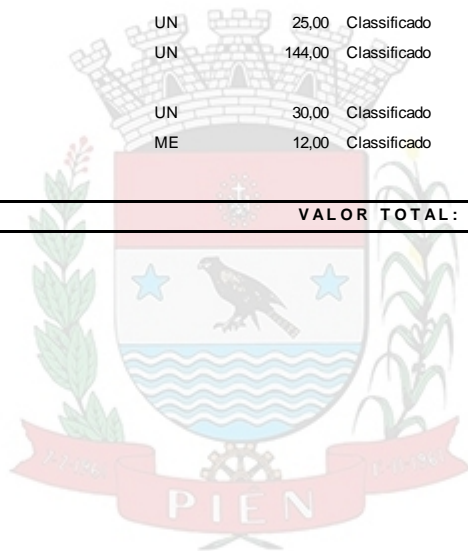 UN 25,00 Classificado
UN 144,00 Classificado
UN 30,00 Classificado
ME 12,00 Classificado
VALOR TOTAL:
PIEN